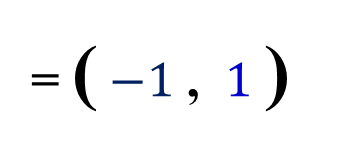 = ( −1 , 1 )